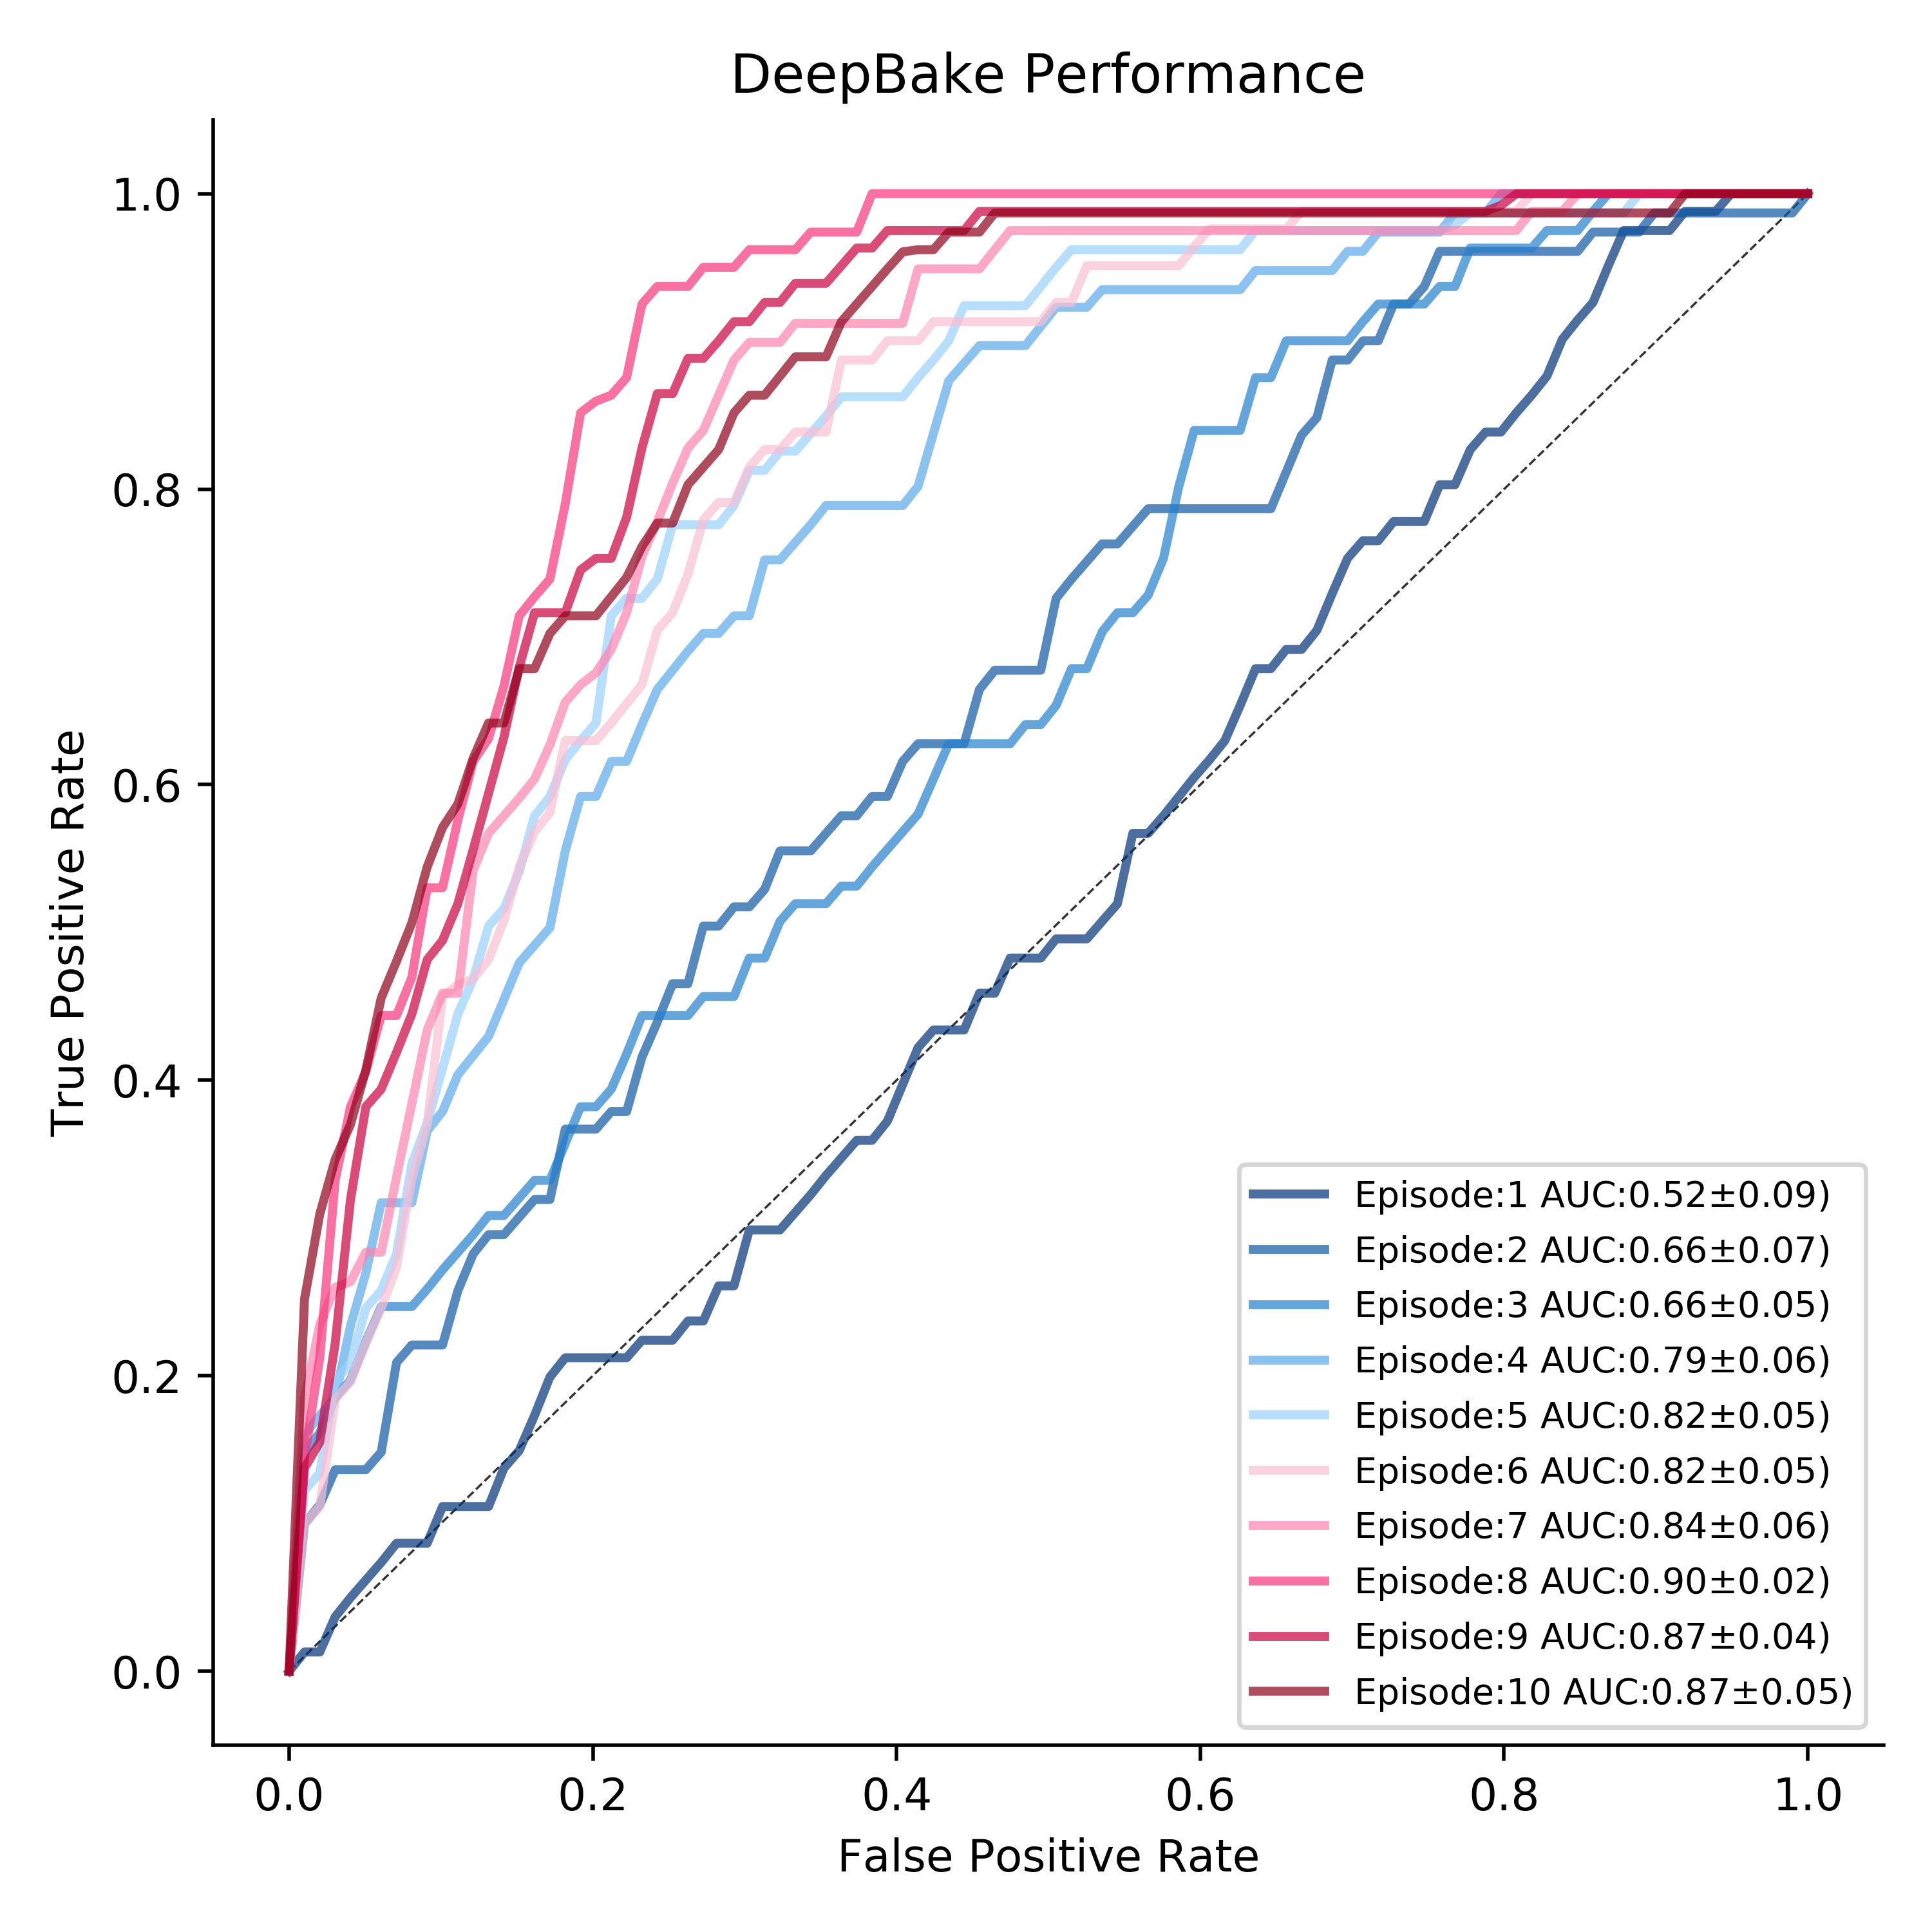 DeepBake Performance
True Positive Rate
1.0
0.8
0.6
0.4
0.2
0.0
Episode:1 AUC:0.52±0.09)
Episode:2 AUC:0.66±0.07)
Episode:3 AUC:0.66±0.05)
Episode:4 AUC:0.79±0.06)
Episode:5 AUC:0.82±0.05)
Episode:6 AUC:0.82±0.05)
Episode:7 AUC:0.84±0.06)
Episode:8 AUC:0.90±0.02)
Episode:9 AUC:0.87±0.04)
Episode:10 AUC:0.87±0.05)
0.0 0.2 0.4 0.6 0.8 1.0
False Positive Rate